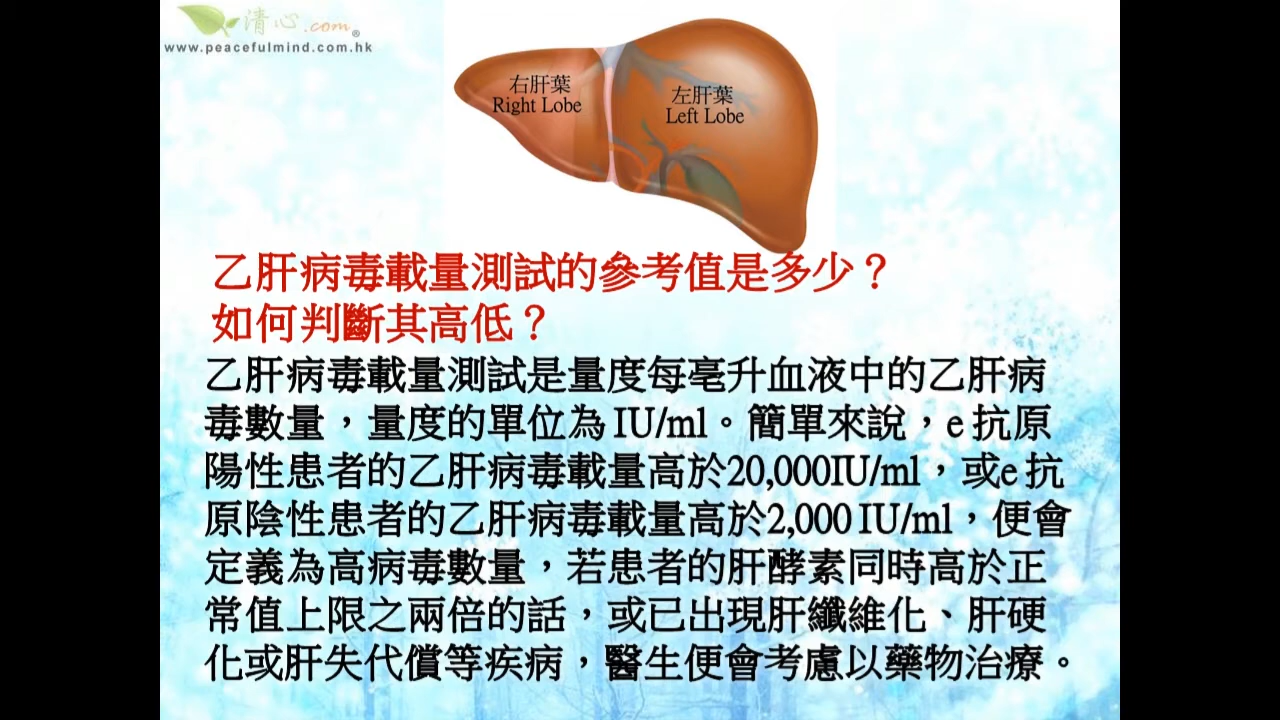 清心.com®
www.peacefulmind.com.hk
右肝葉
Right Lobe
左肝葉
Left Lobe
乙肝病毒載量測試的參考值是多少？
如何判斷其高低？
乙肝病毒載量測試是量度每毫升血液中的乙肝病
毒數量，量度的單位為 IU/ml。簡單來說，e 抗原
陽性患者的乙肝病毒載量高於20,000IU/ml，或e 抗
原陰性患者的乙肝病毒載量高於2,000 IU/ml，便會
定義為高病毒數量，若患者的肝酵素同時高於正
常值上限之兩倍的話，或已出現肝纖維化、肝硬
化或肝失代償等疾病，醫生便會考慮以藥物治療。